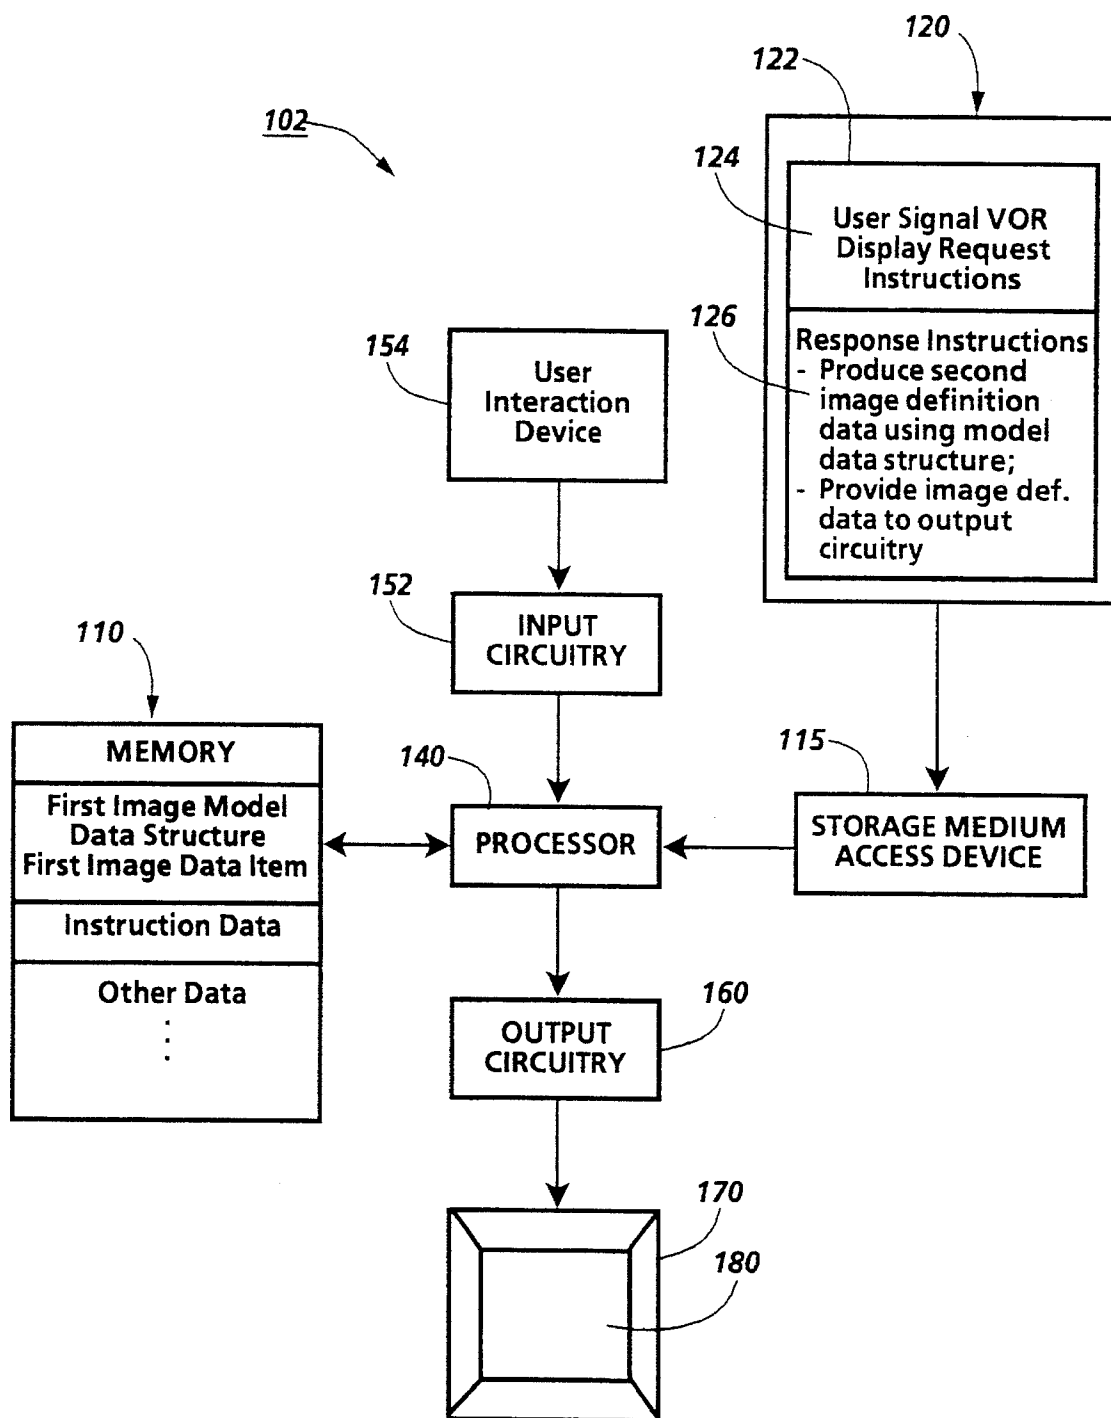 120
122
102
124
User Signal VOR
Display Request
Instructions
126
Response Instructions
- Produce second
image definition
data using model
data structure;
- Provide image def.
data to output
circuitry
154
User
Interaction
Device
152
INPUT
CIRCUITRY
110
MEMORY
First Image Model
Data Structure
First Image Data Item
Instruction Data
Other Data
.
.
.
140
PROCESSOR
115
STORAGE MEDIUM
ACCESS DEVICE
160
OUTPUT
CIRCUITRY
170
180